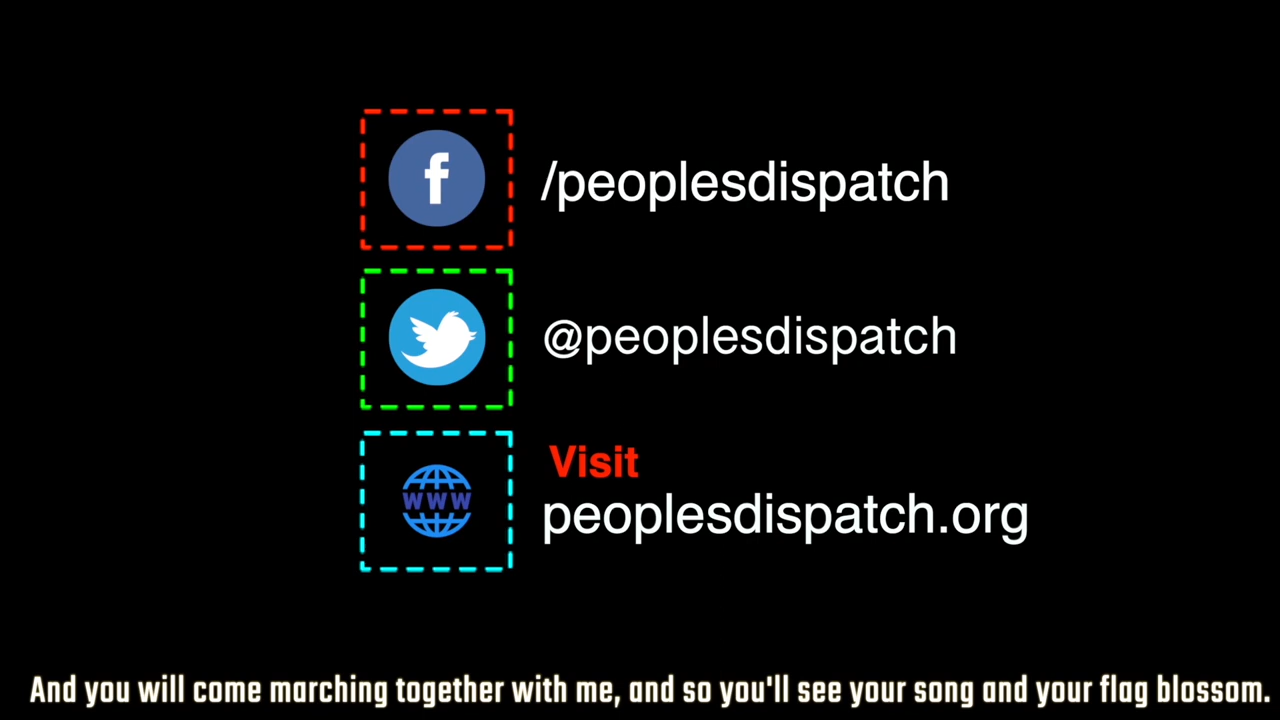 f
/peoplesdispatch
@peoplesdispatch
Visit
WWW
peoplesdispatch.org
And you will come marching together with me, and so you'll see your song and your flag blossom.